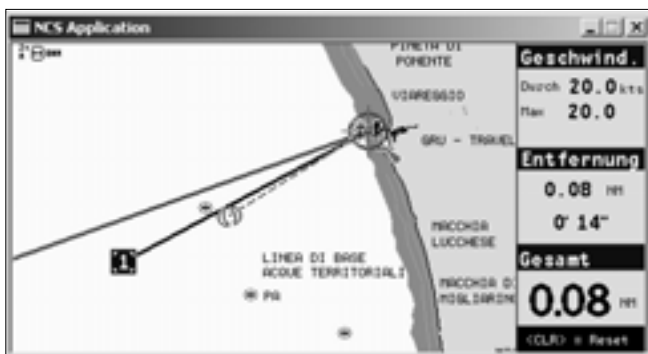 NCS Application
PINETA DI
PONENTE
VIAREGGIO
GRU - TRAVEL
MACCHIA
LUCCHESE
LINEA DI BASE
ACQUE TERRITORIALI
MACCHIA DI
MIGLIARINO
PA
1
Geschwind.
Durch 20.0 kts
Max 20.0
Entfernung
0.08 NM
0' 14"
Gesamt
0.08 NM
<CLR> = Reset